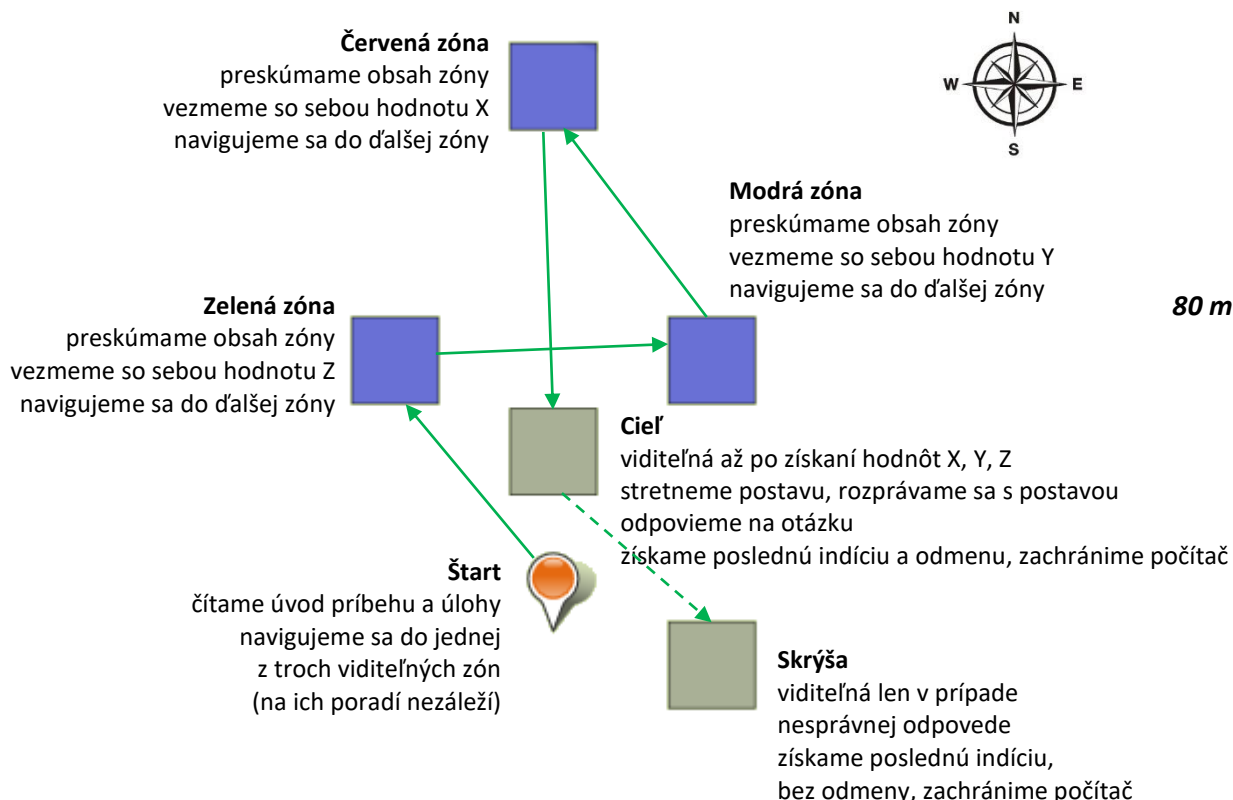 N
W
E
S
Červená zóna
preskúmame obsah zóny
vezmeme so sebou hodnotu X
navigujeme sa do ďalšej zóny
Modrá zóna
preskúmame obsah zóny
vezmeme so sebou hodnotu Y
navigujeme sa do ďalšej zóny
80 m
Zelená zóna
preskúmame obsah zóny
vezmeme so sebou hodnotu Z
navigujeme sa do ďalšej zóny
Cieľ
viditeľná až po získaní hodnôt X, Y, Z
stretneme postavu, rozprávame sa s postavou
odpovieme na otázku
získame poslednú indíciu a odmenu, zachránime počítač
Štart
čítame úvod príbehu a úlohy
navigujeme sa do jednej
z troch viditeľných zón
(na ich poradí nezáleží)
Skrýša
viditeľná len v prípade
nesprávnej odpovede
získame poslednú indíciu,
bez odmeny, zachránime počítač